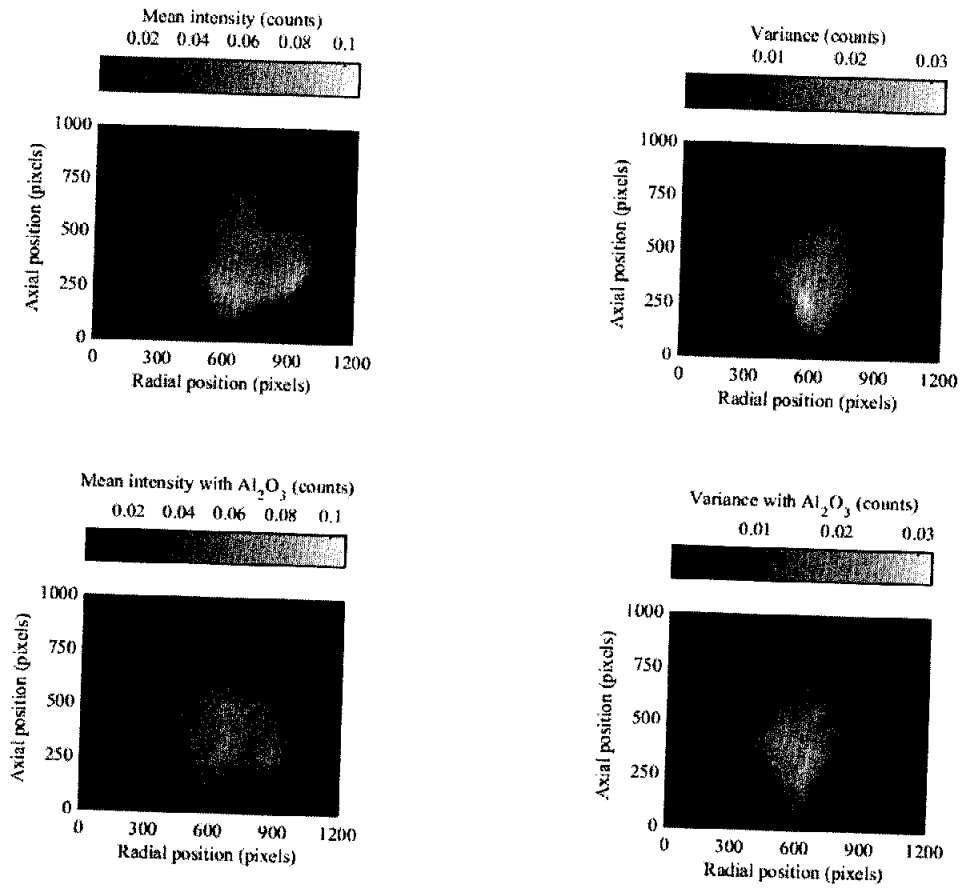 Mean intensity (counts)
0.02 0.04 0.06 0.08 0.1
1000
750
500
250
0
Axial position (pixels)
0 300 600 900 1200
Radial position (pixels)
Variance (counts)
0.01 0.02 0.03
1000
750
500
250
0
Axial position (pixels)
0 300 600 900 1200
Radial position (pixels)
Mean intensity with Al₂O₃ (counts)
0.02 0.04 0.06 0.08 0.1
1000
750
500
250
0
Axial position (pixels)
0 300 600 900 1200
Radial position (pixels)
Variance with Al₂O₃ (counts)
0.01 0.02 0.03
1000
750
500
250
0
Axial position (pixels)
0 300 600 900 1200
Radial position (pixels)